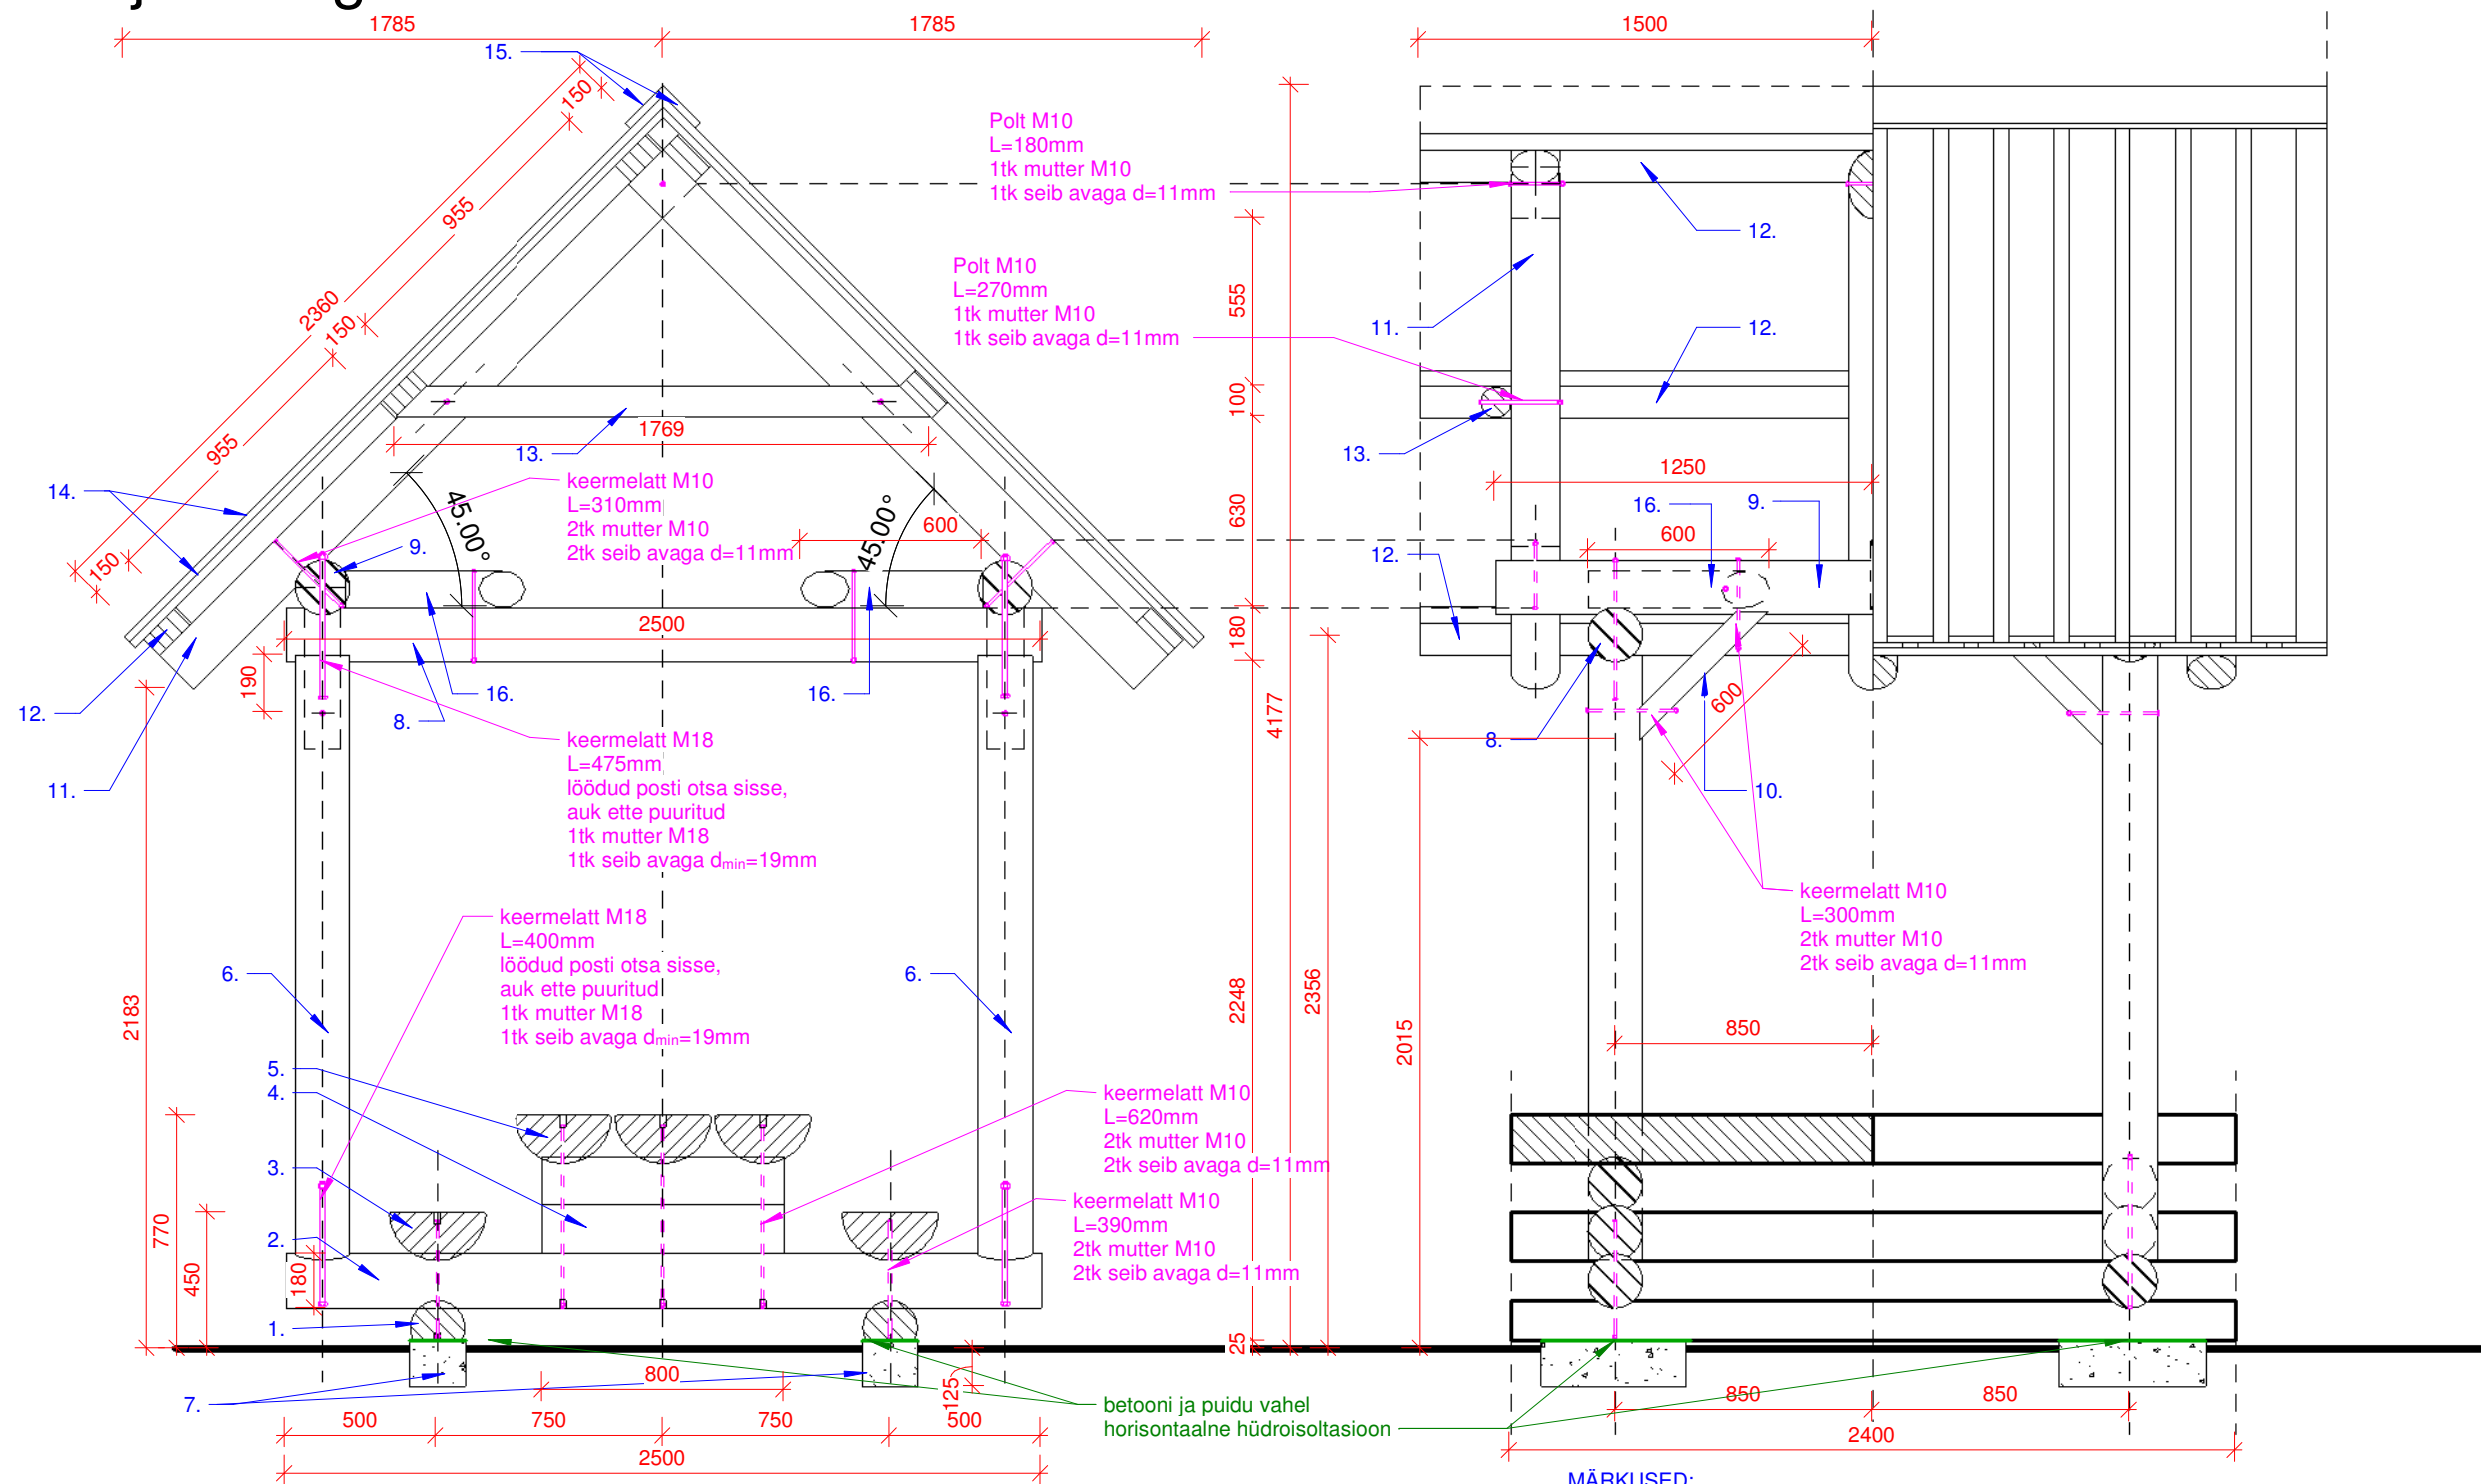 1785
1785
1500
15.
150
Polt M10
L=180mm
1tk mutter M10
1tk seib avaga d=11mm
955
12.
2360
150
Polt M10
L=270mm
1tk mutter M10
1tk seib avaga d=11mm
555
11.
12.
100
13.
1769
13.
955
14.
keermelatt M10
L=310mm
2tk mutter M10
2tk seib avaga d=11mm
45.00°
45.00°
600
630
1250
16.
9.
600
9.
150
12.
2500
180
190
16.
16.
12.
8.
600
4177
8.
keermelatt M18
L=475mm
löödud posti otsa sisse,
auk ette puuritud
1tk mutter M18
1tk seib avaga dmin=19mm
11.
10.
keermelatt M10
L=300mm
2tk mutter M10
2tk seib avaga d=11mm
keermelatt M18
L=400mm
löödud posti otsa sisse,
auk ette puuritud
1tk mutter M18
1tk seib avaga dmin=19mm
6.
6.
2183
2248
2356
2015
850
5.
4.
3.
2.
1.
keermelatt M10
L=620mm
2tk mutter M10
2tk seib avaga d=11mm
keermelatt M10
L=390mm
2tk mutter M10
2tk seib avaga d=11mm
770
450
180
25
7.
800
125
betooni ja puidu vahel
horisontaalne hüdroisoltasioon
850
850
500
750
750
500
2400
2500
MÄRKUSED: